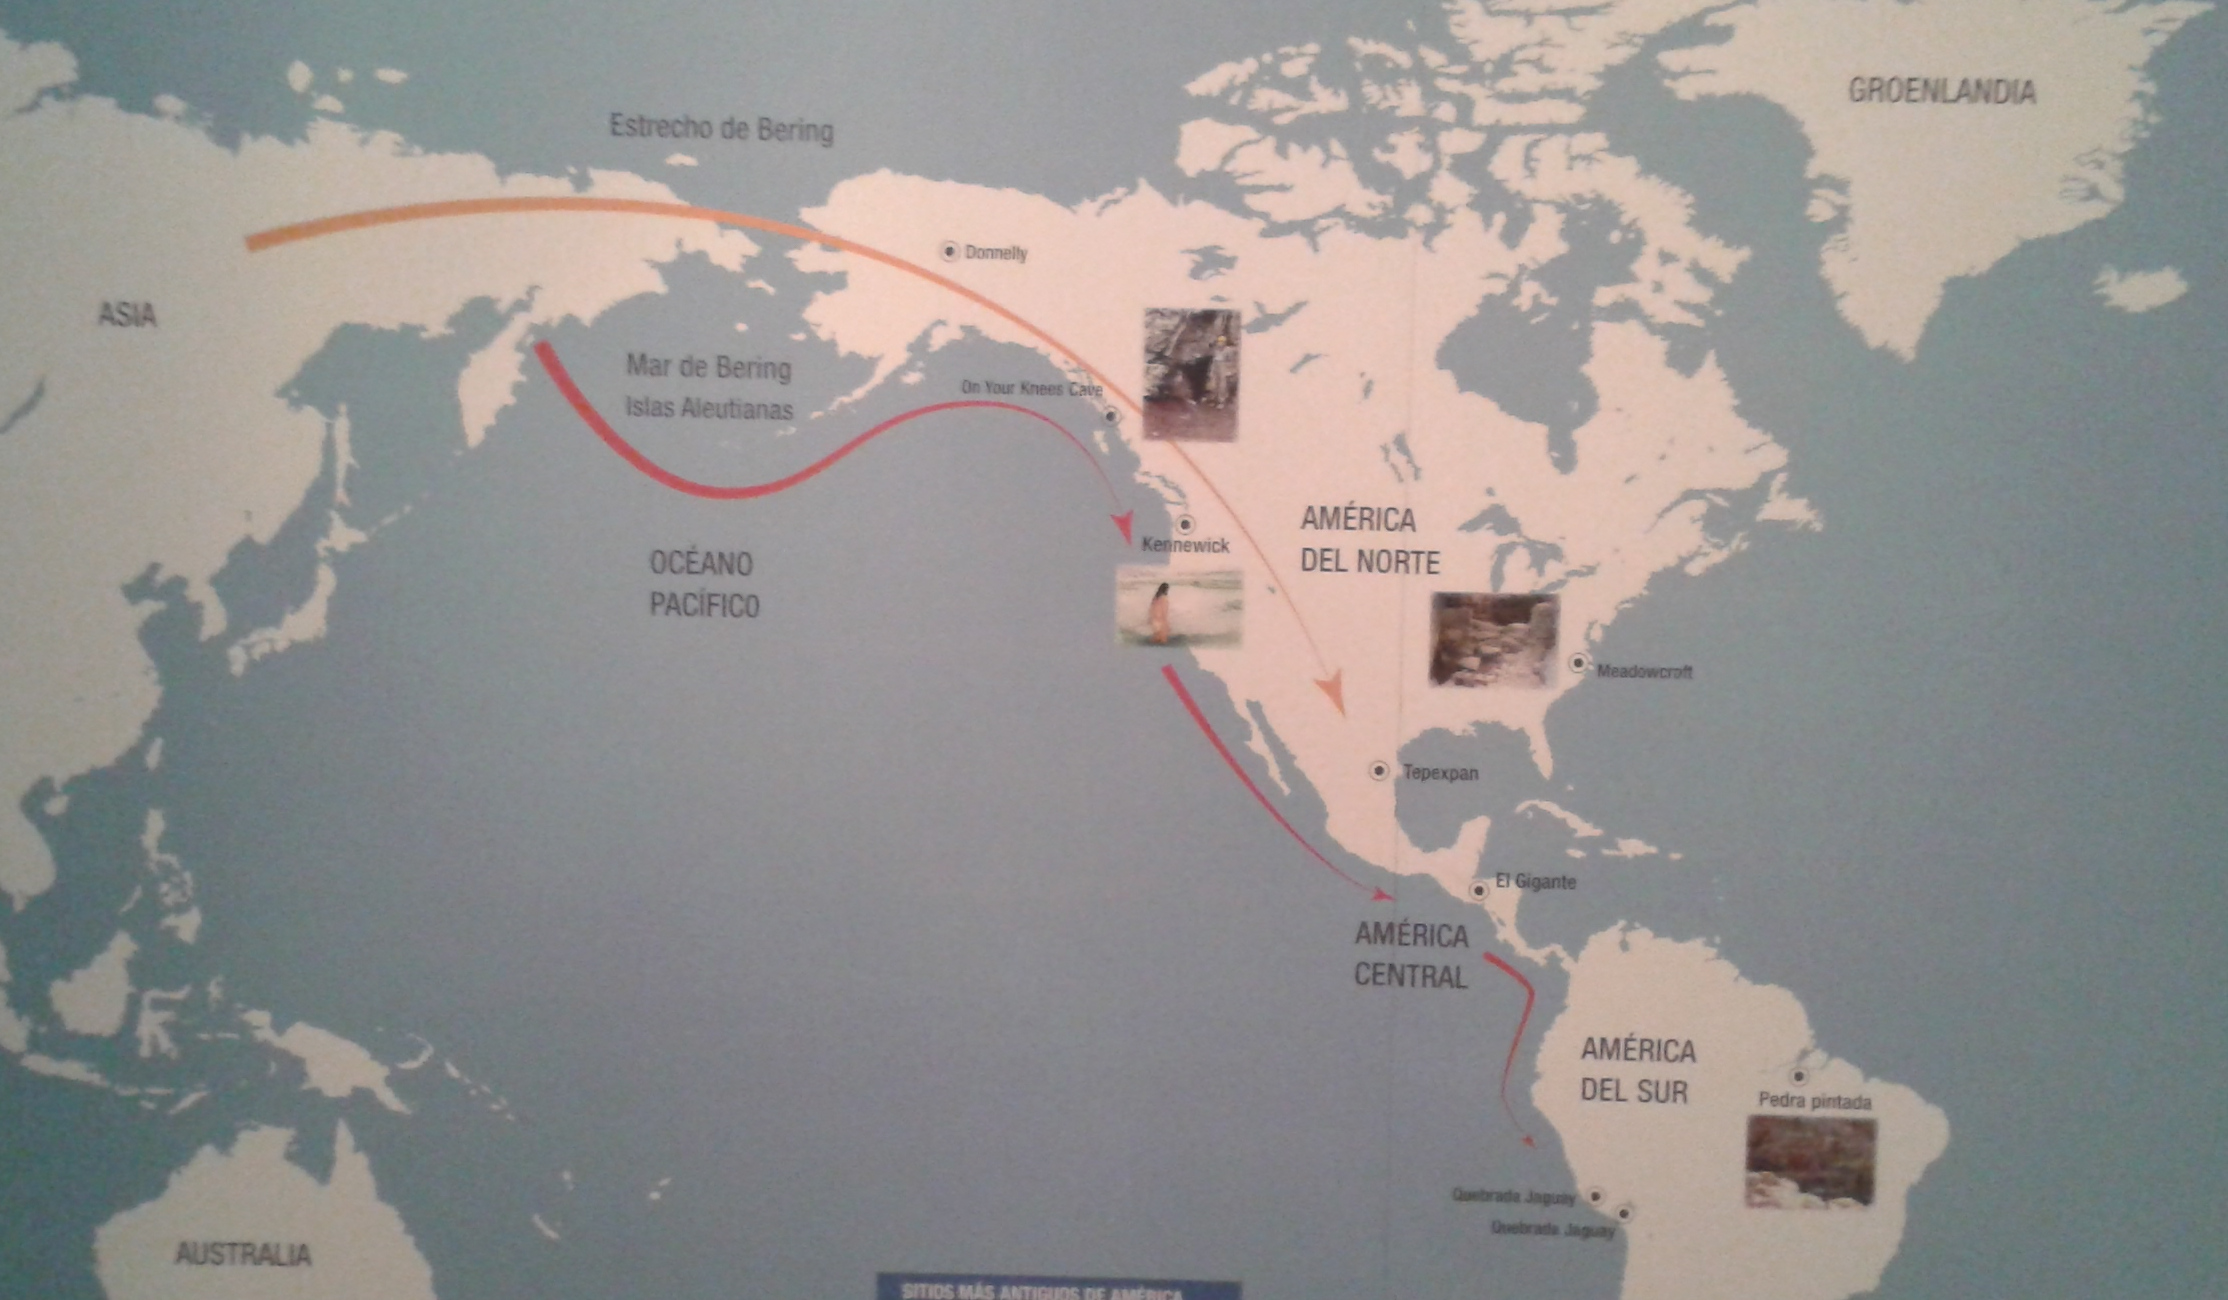 GROENLANDIA
Estrecho de Bering
Donnelly
ASIA
Mar de Bering
Islas Aleutianas
On Your Knees Cave
AMÉRICA
DEL NORTE
Kennewick
OCÉANO
PACÍFICO
Meadowcroft
Tepexpan
El Gigante
AMÉRICA
CENTRAL
AMÉRICA
DEL SUR
Pedra pintada
Quebrada Jaguay
Quebrada Jaguay
AUSTRALIA
SITIOS MÁS ANTIGUOS DE AMÉRICA